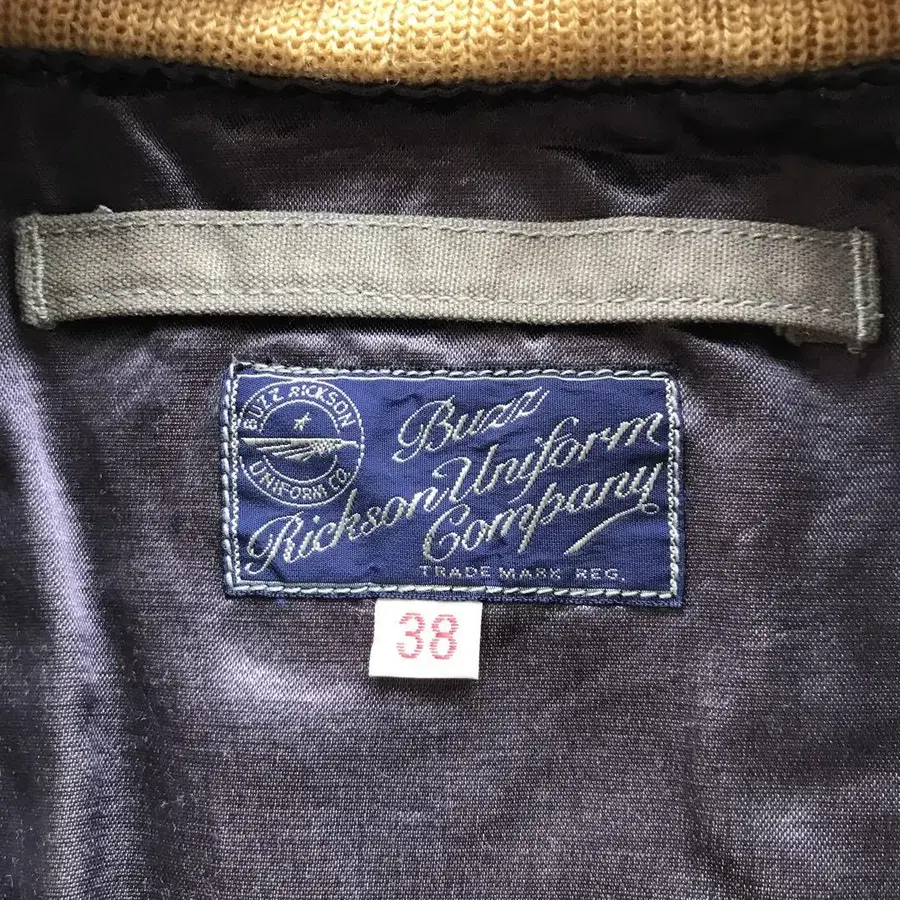 BUZZ RICKSON
UNIFORM CO.
Buzz
Rickson Uniform
Company
TRADE MARK REG.
38